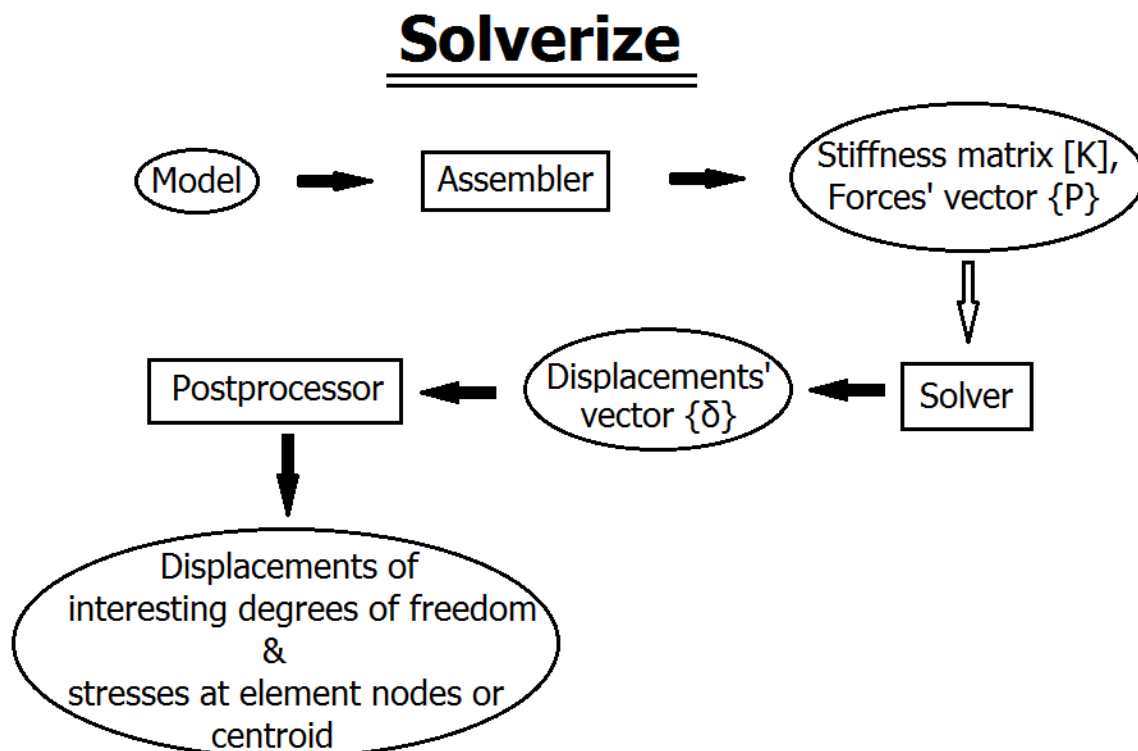 Solverize
Model
Assembler
Stiffness matrix [K],
Forces' vector {P}
Postprocessor
Displacements'
vector {δ}
Solver
Displacements of
interesting degrees of freedom
&
stresses at element nodes or
centroid